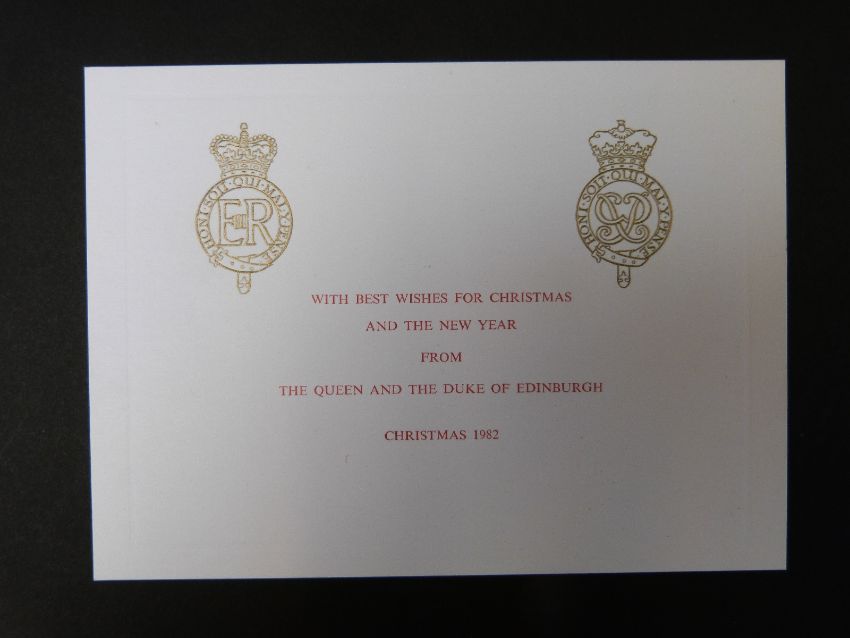 HONI·SOIT·QUI·MAL·Y·PENSE
EIIR
HONI·SOIT·QUI·MAL·Y·PENSE
WITH BEST WISHES FOR CHRISTMAS
AND THE NEW YEAR
FROM
THE QUEEN AND THE DUKE OF EDINBURGH
CHRISTMAS 1982